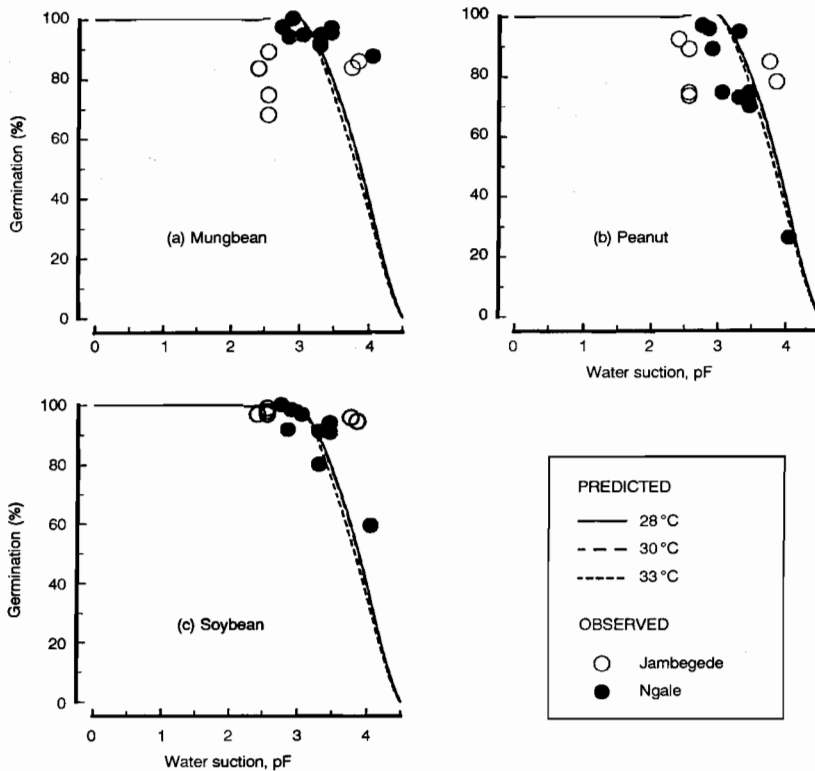 100
80
60
40
20
0
Germination (%)
(a) Mungbean
0 1 2 3 4
100
80
60
40
20
0
(b) Peanut
0 1 2 3 4
Water suction, pF
100
80
60
40
20
0
Germination (%)
(c) Soybean
0 1 2 3 4
Water suction, pF
PREDICTED
28 °C
30 °C
33 °C
OBSERVED
Jambegede
Ngale